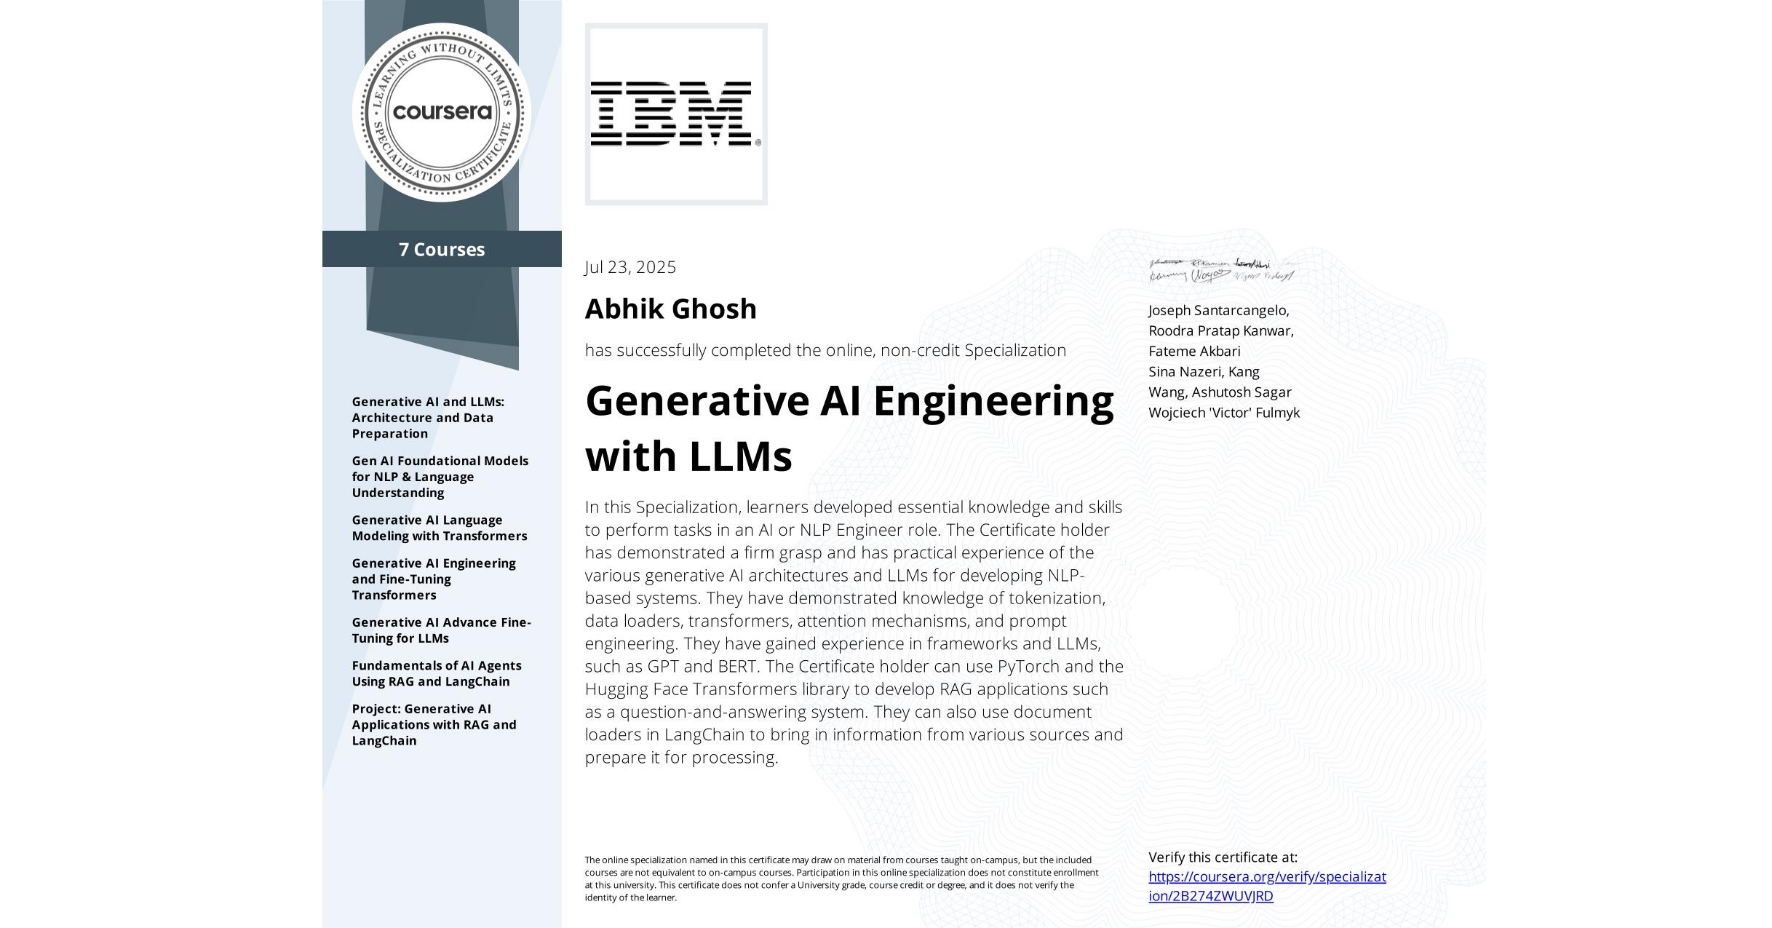 LEARNING WITHOUT LIMITS
coursera
SPECIALIZATION CERTIFICATE
7 Courses
Generative AI and LLMs:
Architecture and Data
Preparation
Gen AI Foundational Models
for NLP & Language
Understanding
Generative AI Language
Modeling with Transformers
Generative AI Engineering
and Fine-Tuning
Transformers
Generative AI Advance Fine-
Tuning for LLMs
Fundamentals of AI Agents
Using RAG and LangChain
Project: Generative AI
Applications with RAG and
LangChain
IBM®
Jul 23, 2025
Abhik Ghosh
has successfully completed the online, non-credit Specialization
Generative AI Engineering
with LLMs
In this Specialization, learners developed essential knowledge and skills
to perform tasks in an AI or NLP Engineer role. The Certificate holder
has demonstrated a firm grasp and has practical experience of the
various generative AI architectures and LLMs for developing NLP-
based systems. They have demonstrated knowledge of tokenization,
data loaders, transformers, attention mechanisms, and prompt
engineering. They have gained experience in frameworks and LLMs,
such as GPT and BERT. The Certificate holder can use PyTorch and the
Hugging Face Transformers library to develop RAG applications such
as a question-and-answering system. They can also use document
loaders in LangChain to bring in information from various sources and
prepare it for processing.
The online specialization named in this certificate may draw on material from courses taught on-campus, but the included
courses are not equivalent to on-campus courses. Participation in this online specialization does not constitute enrollment
at this university. This certificate does not confer a University grade, course credit or degree, and it does not verify the
identity of the learner.
Joseph Santarcangelo,
Roodra Pratap Kanwar,
Fateme Akbari
Sina Nazeri, Kang
Wang, Ashutosh Sagar
Wojciech 'Victor' Fulmyk
Verify this certificate at:
https://coursera.org/verify/specializat
ion/2B274ZWUVJRD